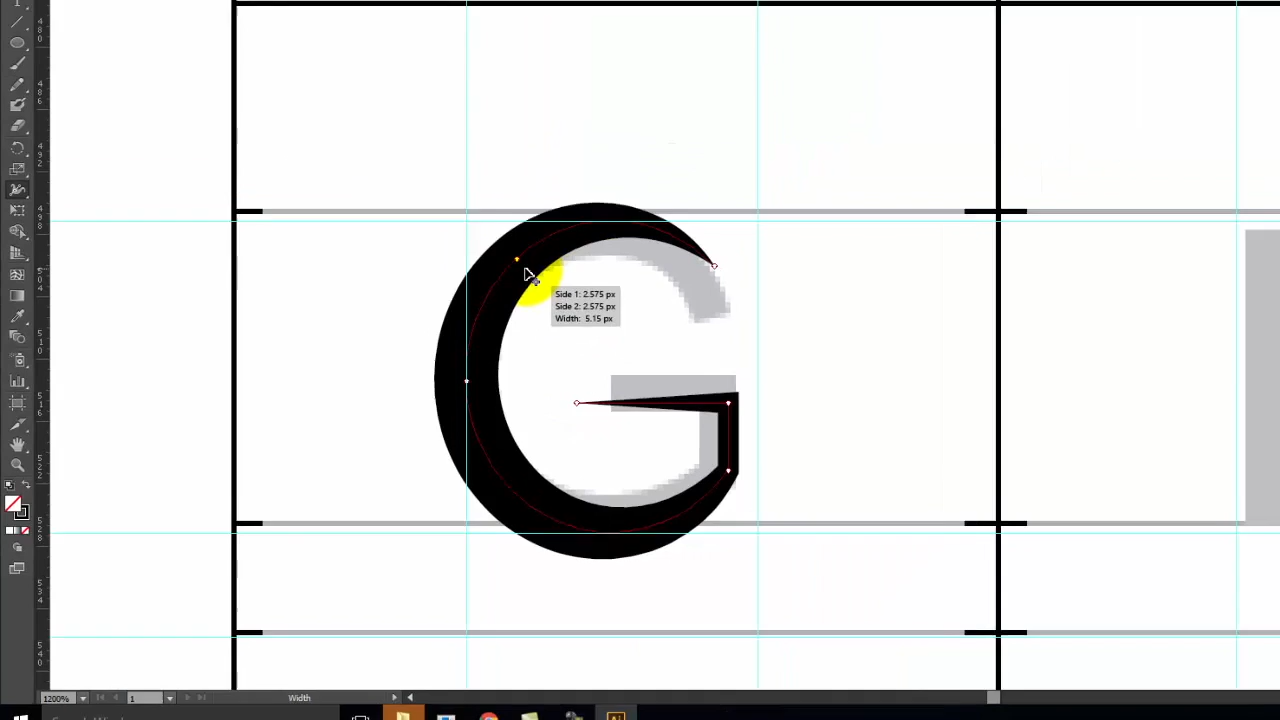 G
Side 1: 2.575 px
Side 2: 2.575 px
Width: 5.15 px
1200%
1
Width